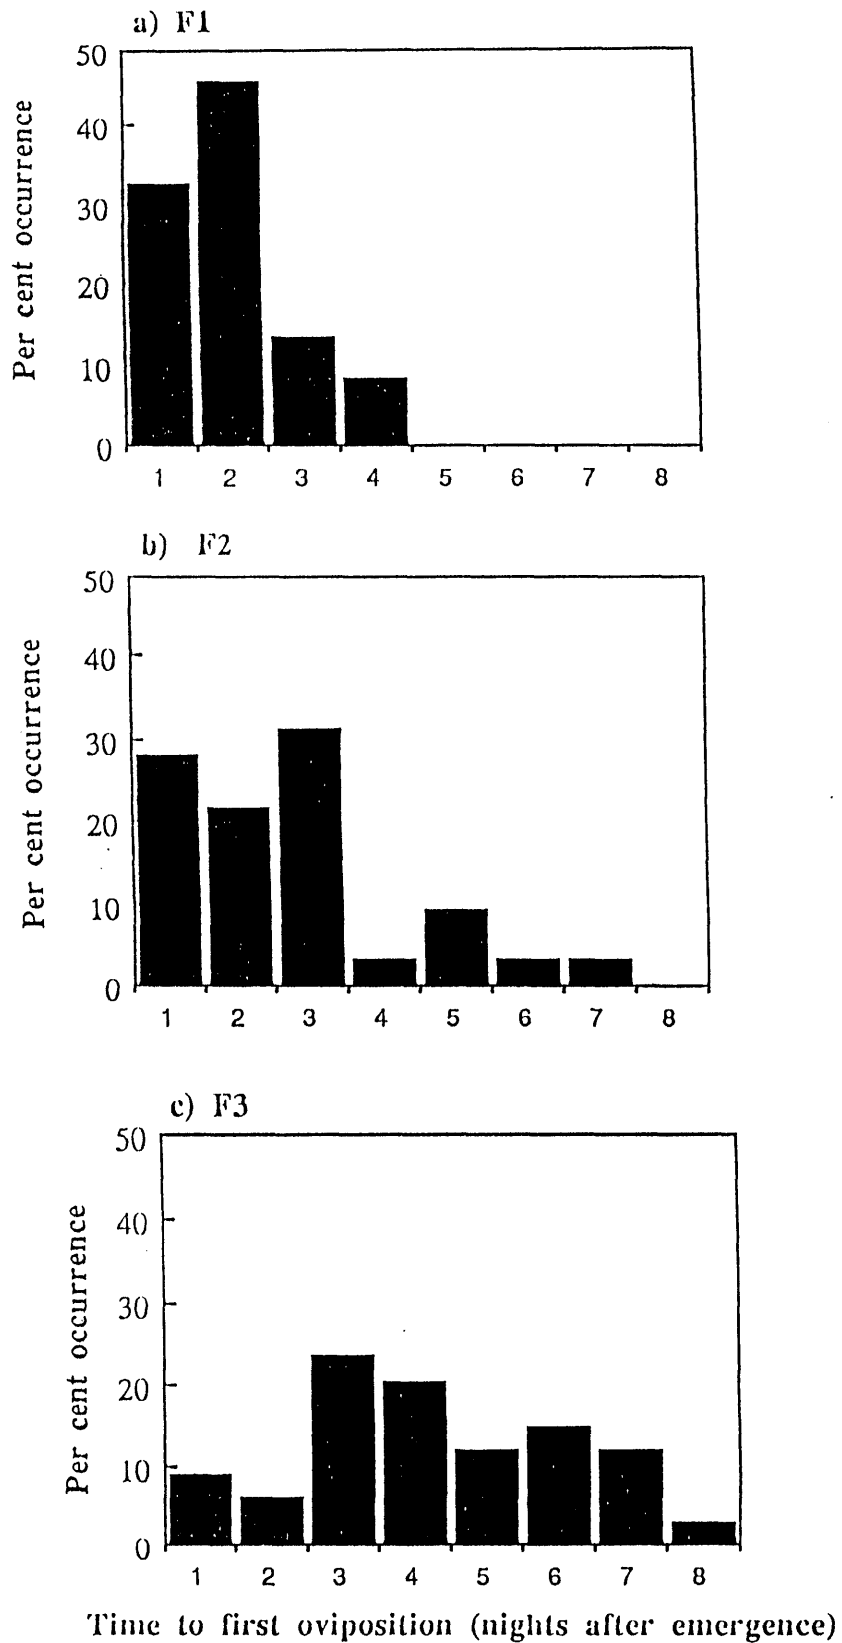 a) F1
50
40
30
20
10
0
Per cent occurrence
1 2 3 4 5 6 7 8
b) F2
50
40
30
20
10
0
Per cent occurrence
1 2 3 4 5 6 7 8
c) F3
50
40
30
20
10
0
Per cent occurrence
1 2 3 4 5 6 7 8
Time to first oviposition (nights after emergence)